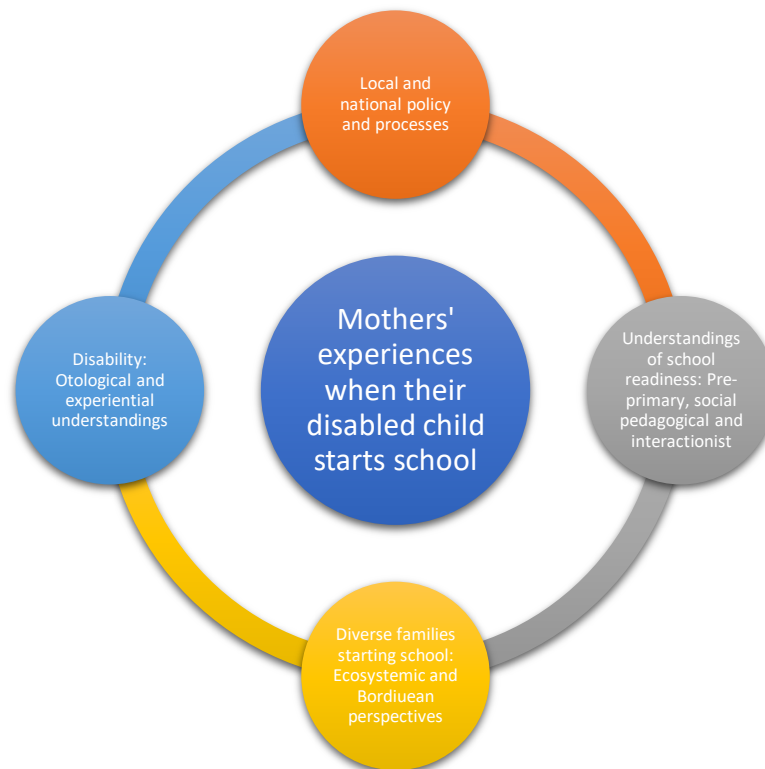 Local and
national policy
and processes
Mothers'
experiences
when their
disabled child
starts school
Disability:
Otological and
experiential
understandings
Understandings
of school
readiness: Pre-
primary, social
pedagogical and
interactionist
Diverse families
starting school:
Ecosystemic and
Bordiuean
perspectives